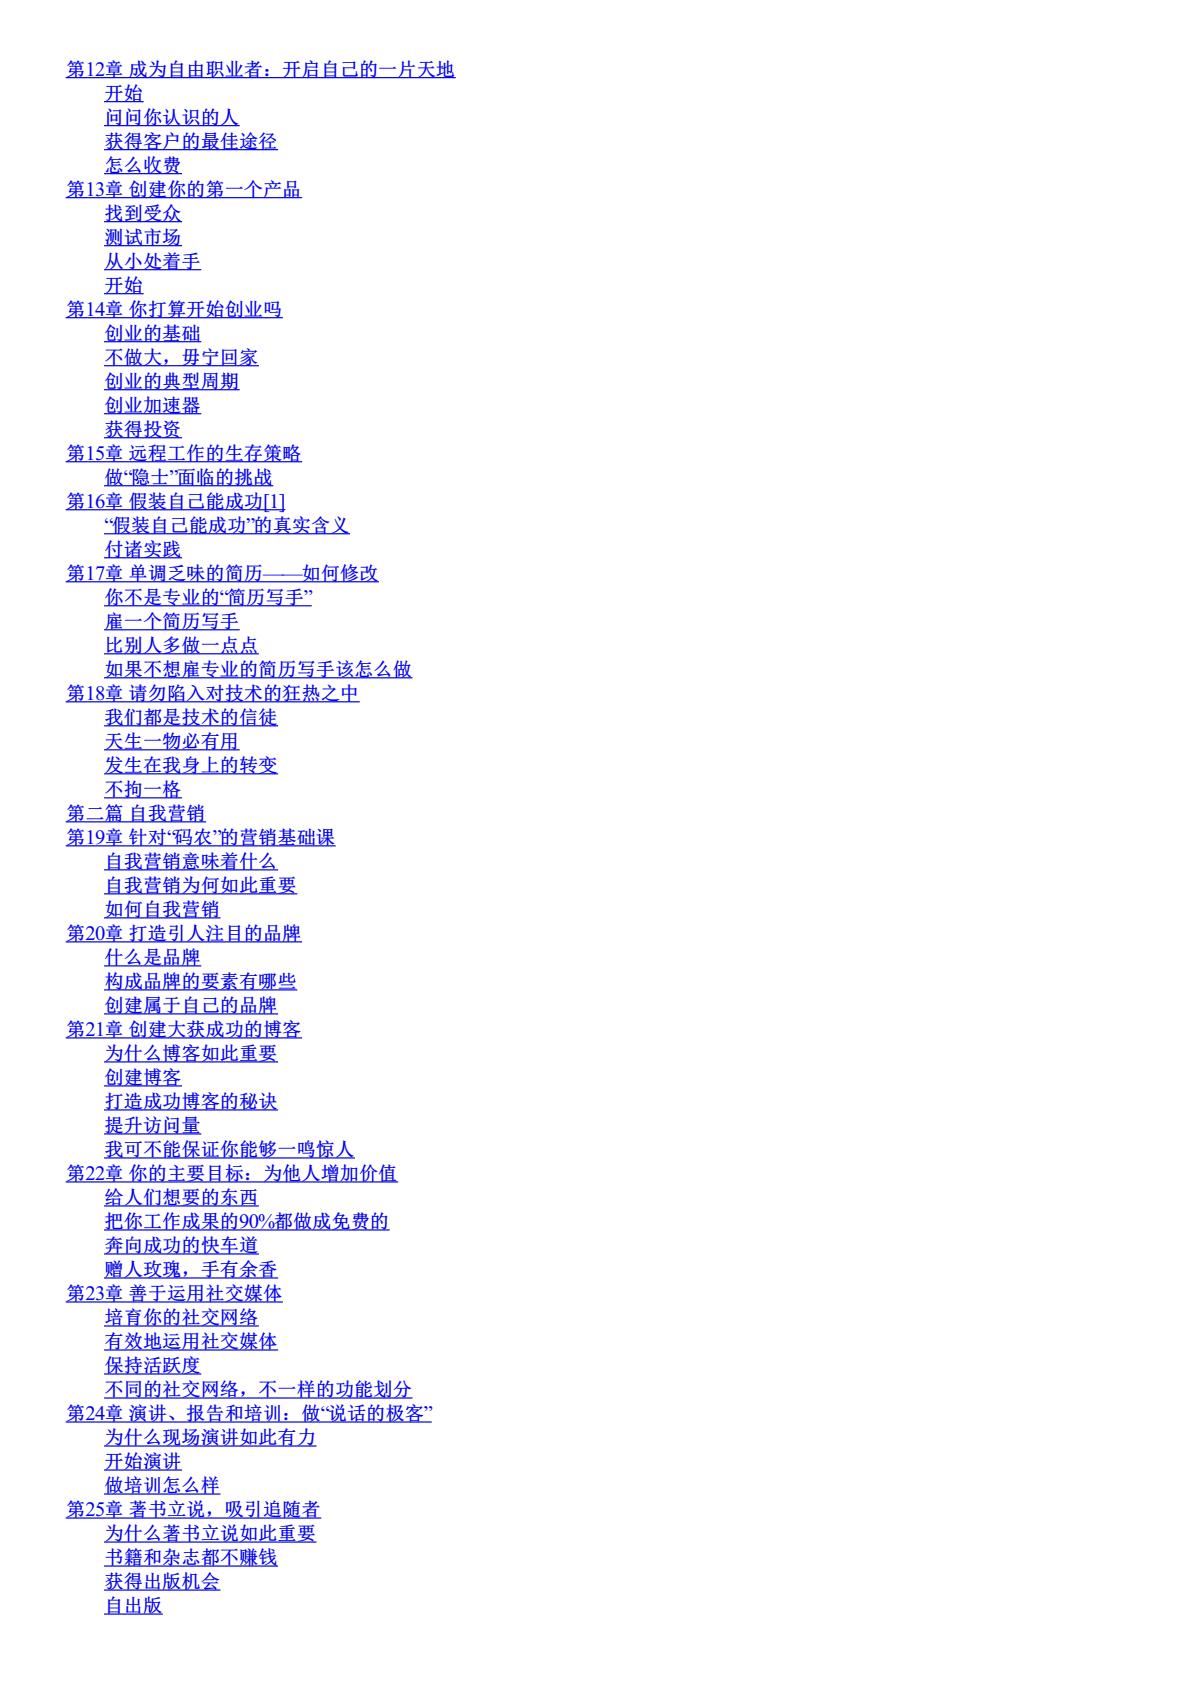 第12章 成为自由职业者：开启自己的一片天地
开始
问问你认识的人
获得客户的最佳途径
怎么收费
第13章 创建你的第一个产品
找到受众
测试市场
从小处着手
开始
第14章 你打算开始创业吗
创业的基础
不做大，毋宁回家
创业的典型周期
创业加速器
获得投资
第15章 远程工作的生存策略
做“隐士”面临的挑战
第16章 假装自己能成功[1]
“假装自己能成功”的真实含义
付诸实践
第17章 单调乏味的简历——如何修改
你不是专业的“简历写手”
雇一个简历写手
比别人多做一点点
如果不想雇专业的简历写手该怎么做
第18章 请勿陷入对技术的狂热之中
我们都是技术的信徒
天生一物必有用
发生在我身上的转变
不拘一格
第二篇 自我营销
第19章 针对“码农”的营销基础课
自我营销意味着什么
自我营销为何如此重要
如何自我营销
第20章 打造引人注目的品牌
什么是品牌
构成品牌的要素有哪些
创建属于自己的品牌
第21章 创建大获成功的博客
为什么博客如此重要
创建博客
打造成功博客的秘诀
提升访问量
我可不能保证你能够一鸣惊人
第22章 你的主要目标：为他人增加价值
给人们想要的东西
把你工作成果的90%都做成免费的
奔向成功的快车道
赠人玫瑰，手有余香
第23章 善于运用社交媒体
培育你的社交网络
有效地运用社交媒体
保持活跃度
不同的社交网络，不一样的功能划分
第24章 演讲、报告和培训：做“说话的极客”
为什么现场演讲如此有力
开始演讲
做培训怎么样
第25章 著书立说，吸引追随者
为什么著书立说如此重要
书籍和杂志都不赚钱
获得出版机会
自出版